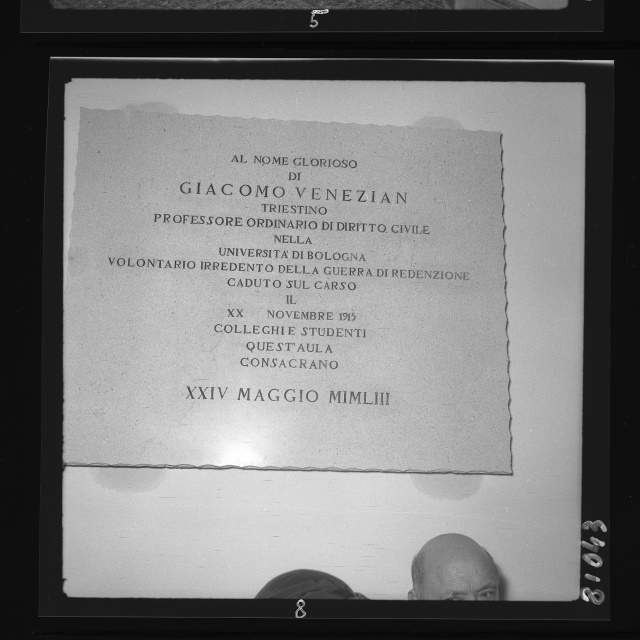 5
AL NOME GLORIOSO
DI
GIACOMO VENEZIAN
TRIESTINO
PROFESSORE ORDINARIO DI DIRITTO CIVILE
NELLA
UNIVERSITA' DI BOLOGNA
VOLONTARIO IRREDENTO DELLA GUERRA DI REDENZIONE
CADUTO SUL CARSO
IL
XX NOVEMBRE 1915
COLLEGHI E STUDENTI
QUEST'AULA
CONSACRANO
XXIV MAGGIO MIMLIII
8
81043